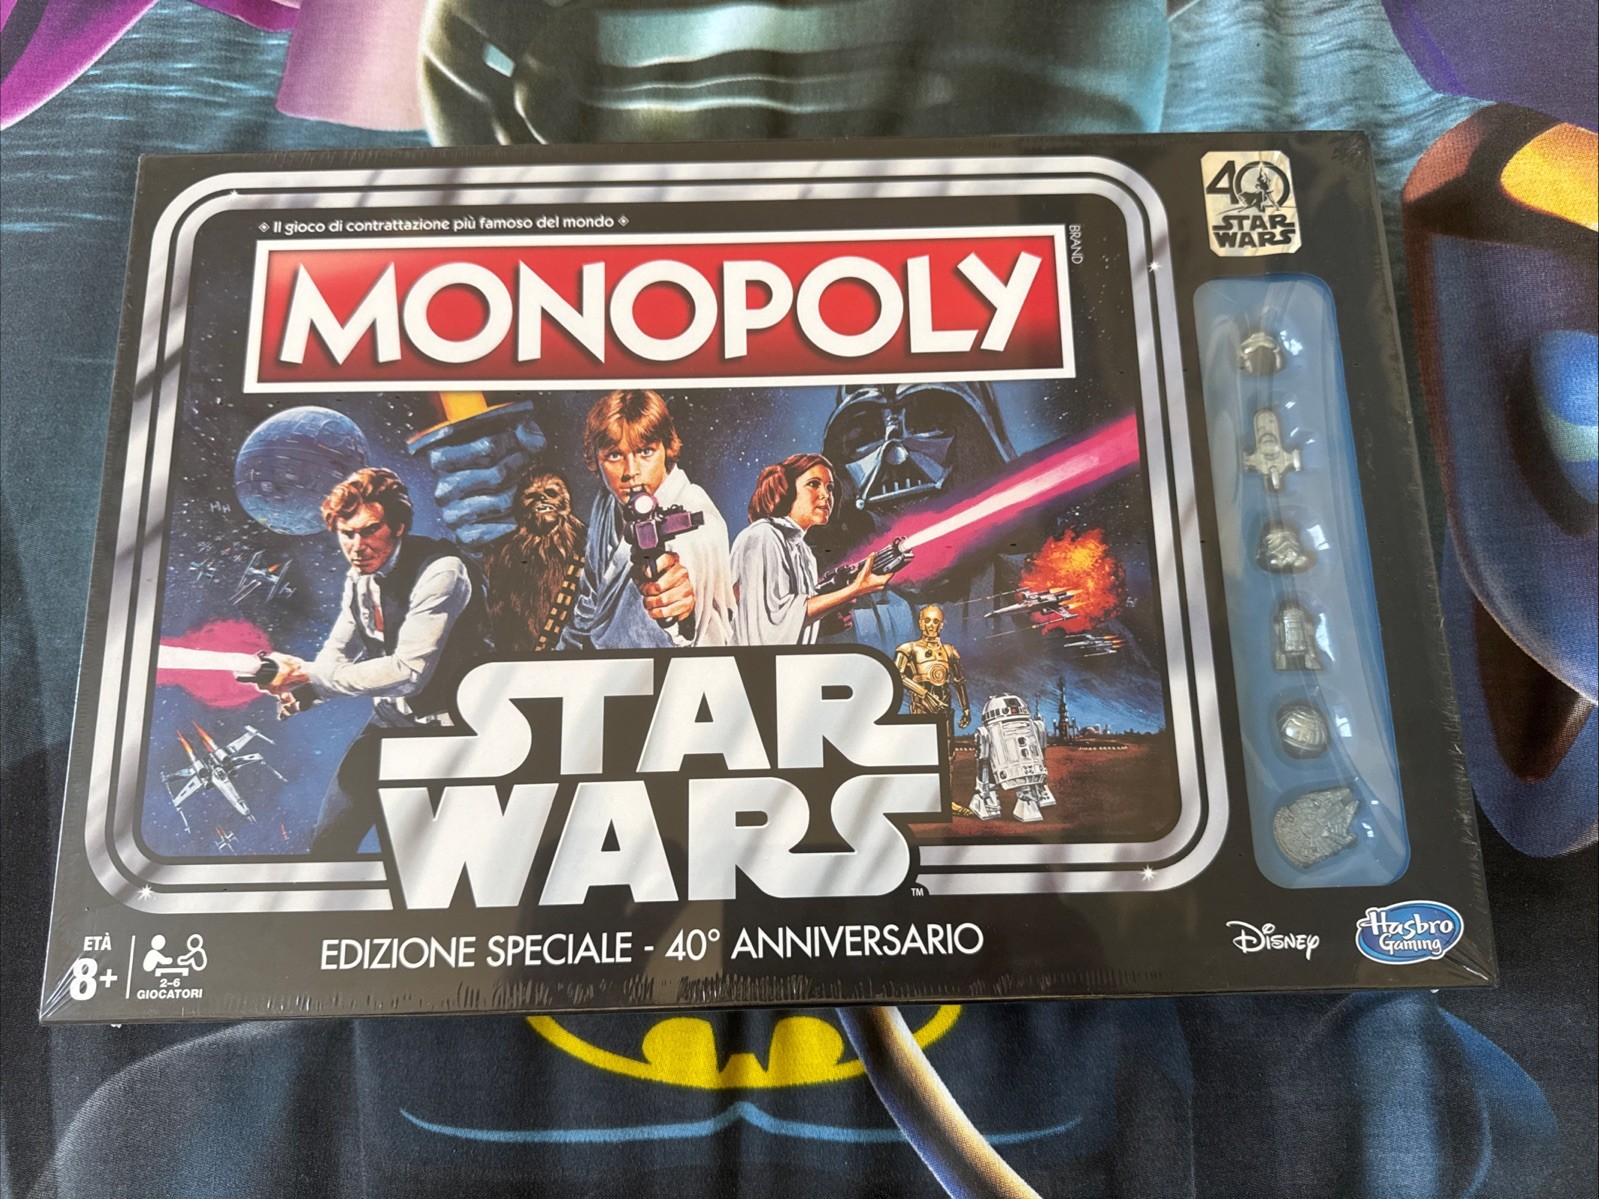 Il gioco di contrattazione più famoso del mondo
MONOPOLY
BRAND
40
STAR
WARS
STAR
WARS
TM
ETÀ
8+
2-6
GIOCATORI
EDIZIONE SPECIALE - 40° ANNIVERSARIO
Disney
Hasbro
Gaming